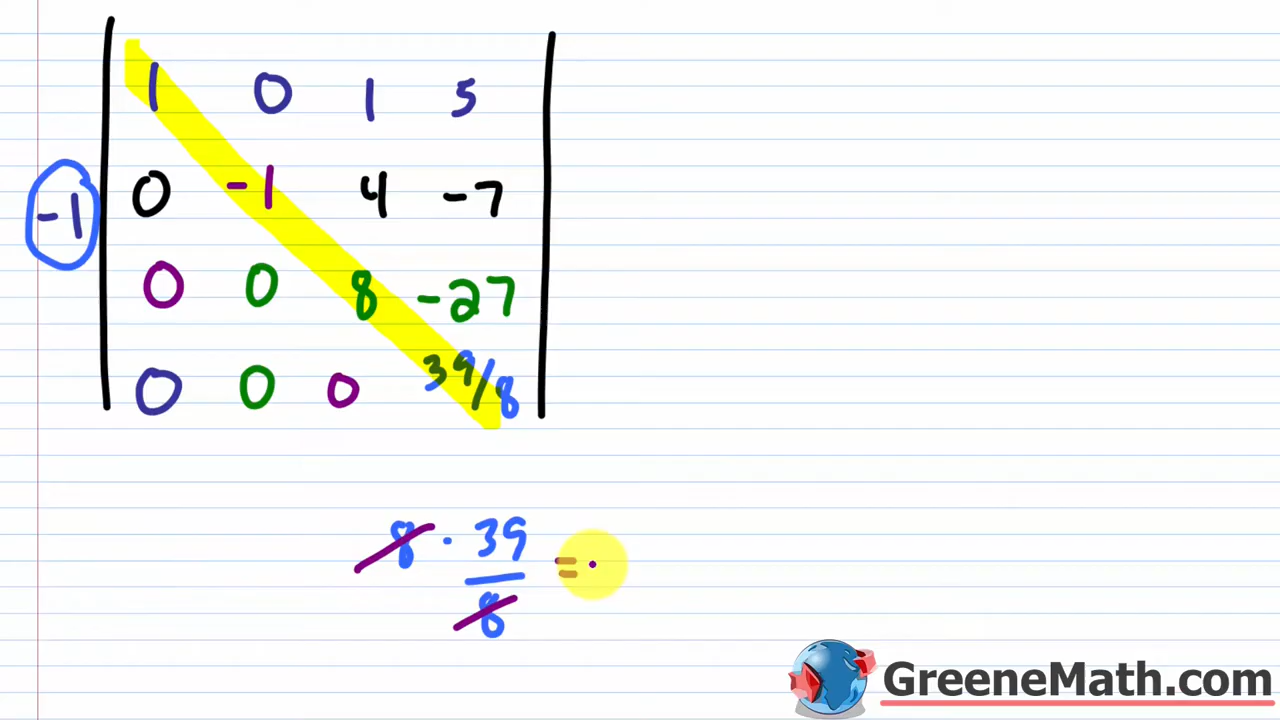 1 0 1 5
-1 0 -1 4 -7
0 0 8 -27
0 0 0 39/8
8 · 39/8 =
GreeneMath.com